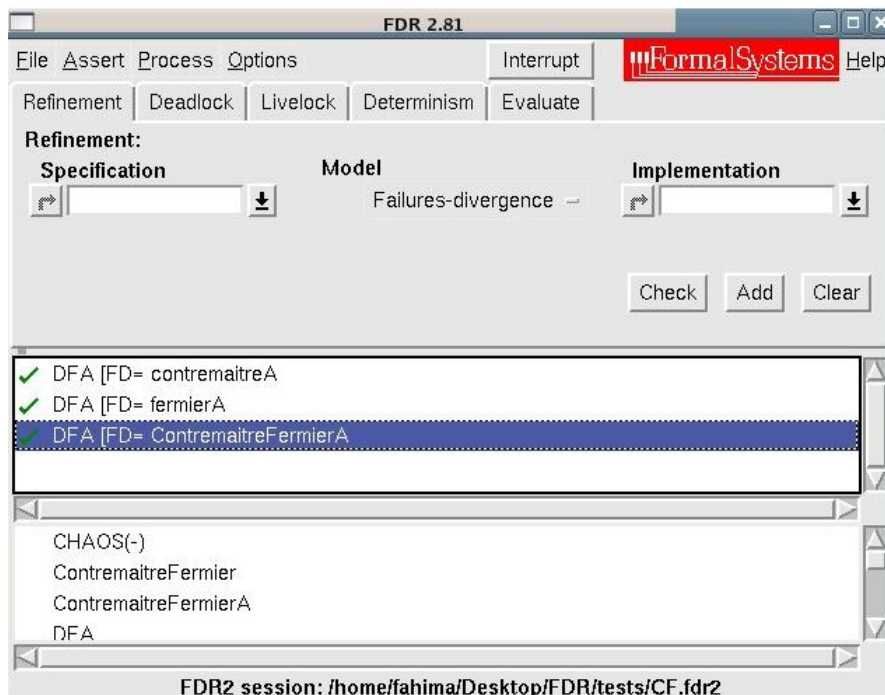 FDR 2.81
File Assert Process Options Interrupt FormalSystems Help
Refinement Deadlock Livelock Determinism Evaluate
Refinement:
Specification Model Implementation
Failures-divergence
Check Add Clear
DFA [FD= contremaitreA
DFA [FD= fermierA
DFA [FD= ContremaitreFermierA
CHAOS(-)
ContremaitreFermier
ContremaitreFermierA
DFA
FDR2 session: /home/fahima/Desktop/FDR/tests/CF.fdr2